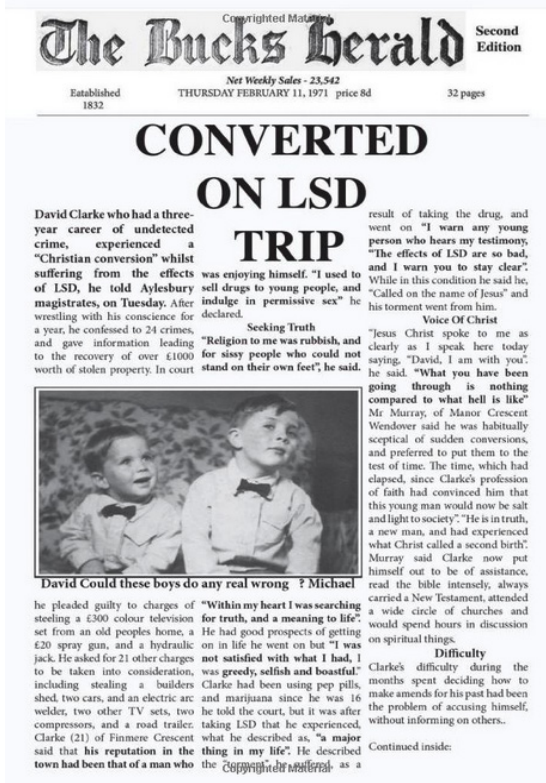 Copyrighted Material
The Bucks Herald
Second
Edition
Net Weekly Sales - 23,542
Eatablished
1832
THURSDAY FEBRUARY 11, 1971 price 8d
32 pages
CONVERTED
ON LSD
TRIP
David Clarke who had a three-
year career of undetected
crime, experienced a
“Christian conversion” whilst
suffering from the effects
of LSD, he told Aylesbury
magistrates, on Tuesday. After
wrestling with his conscience for
a year, he confessed to 24 crimes,
and gave information leading
to the recovery of over £1000
worth of stolen property. In court
he pleaded guilty to charges of
steeling a £300 colour television
set from an old peoples home, a
£20 spray gun, and a hydraulic
jack. He asked for 21 other charges
to be taken into consideration,
including stealing a builders
shed, two cars, and an electric arc
welder, two other TV sets, two
compressors, and a road trailer.
Clarke (21) of Finmere Crescent
said that his reputation in the
town had been that of a man who
was enjoying himself. “I used to
sell drugs to young people, and
indulge in permissive sex” he
declared.
Seeking Truth
“Religion to me was rubbish, and
for sissy people who could not
stand on their own feet”, he said.
David Could these boys do any real wrong ? Michael
“Within my heart I was searching
for truth, and a meaning to life”.
He had good prospects of getting
on in life he went on but “I was
not satisfied with what I had, I
was greedy, selfish and boastful.”
Clarke had been using pep pills,
and marijuana since he was 16
he told the court, but it was after
taking LSD that he experienced,
what he described as, “a major
thing in my life”. He described
the “torment” he suffered, as a
result of taking the drug, and
went on “I warn any young
person who hears my testimony,
“The effects of LSD are so bad,
and I warn you to stay clear”.
While in this condition he said he,
“Called on the name of Jesus” and
his torment went from him.
Voice Of Christ
“Jesus Christ spoke to me as
clearly as I speak here today
saying, “David, I am with you”.
he said. “What you have been
going through is nothing
compared to what hell is like”
Mr Murray, of Manor Crescent
Wendover said he was habitually
sceptical of sudden conversions,
and preferred to put them to the
test of time. The time, which had
elapsed, since Clarke’s profession
of faith had convinced him that
this young man would now be salt
and light to society”. “He is in truth,
a new man, and had experienced
what Christ called a second birth”.
Murray said Clarke now put
himself out to be of assistance,
read the bible intensely, always
carried a New Testament, attended
a wide circle of churches and
would spend hours in discussion
on spiritual things.
Difficulty
Clarke’s difficulty during the
months spent deciding how to
make amends for his past had been
the problem of accusing himself,
without informing on others..
Continued inside:
Copyrighted Material